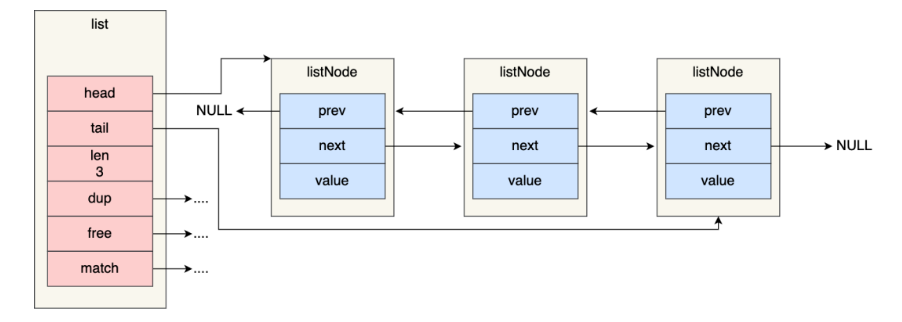 list
head
tail
len
3
dup
....
free
....
match
....
NULL
listNode
prev
next
value
listNode
prev
next
value
listNode
prev
next
value
NULL